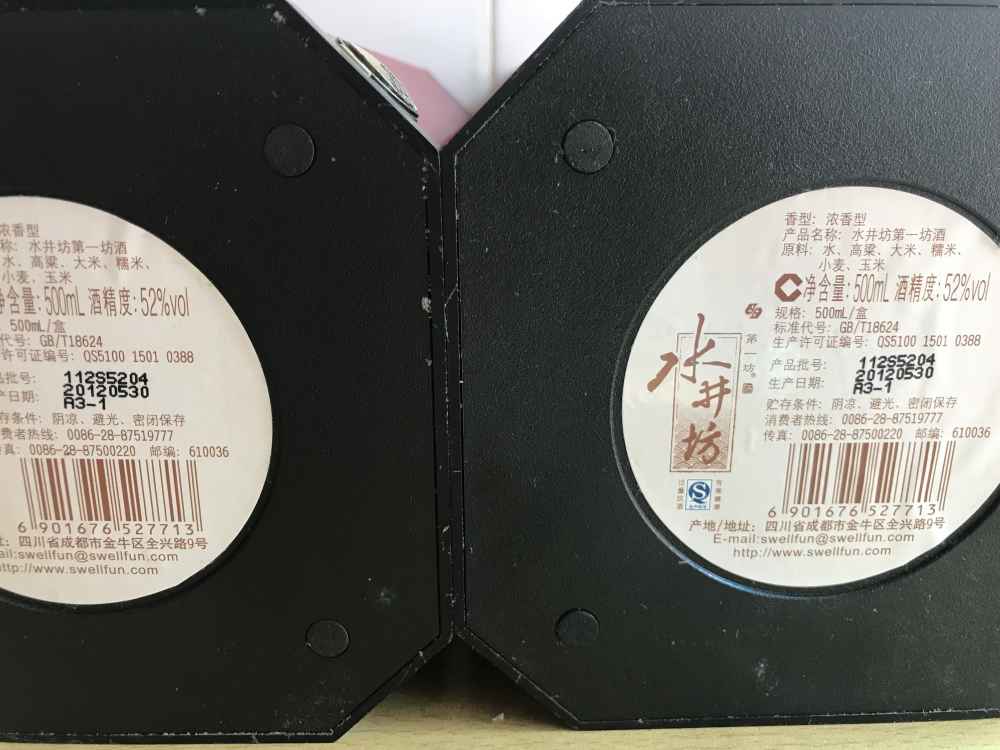 浓香型
称: 水井坊第一坊酒
水、高粱、大米、糯米、
小麦、玉米
净含量: 500mL 酒精度: 52%vol
500mL/盒
代号: GB/T18624
许可证编号: QS5100 1501 0388
产品批号: 112S5204
产日期: 20120530
A3-1
贮存条件: 阴凉、避光、密闭保存
费者热线: 0086-28-87519777
传真: 0086-28-87500220 邮编: 610036
6 901676 527713
址: 四川省成都市金牛区全兴路9号
ail:swellfun@swellfun.com
ttp://www.swellfun.com
香型: 浓香型
产品名称: 水井坊第一坊酒
原料: 水、高粱、大米、糯米、
小麦、玉米
净含量: 500mL 酒精度: 52%vol
规格: 500mL/盒
标准代号: GB/T18624
生产许可证编号: QS5100 1501 0388
产品批号: 112S5204
生产日期: 20120530
A3-1
贮存条件: 阴凉、避光、密闭保存
消费者热线: 0086-28-87519777
传真: 0086-28-87500220 邮编: 610036
水井坊
第一坊
6 901676 527713
产地/地址: 四川省成都市金牛区全兴路9号
E-mail:swellfun@swellfun.com
http://www.swellfun.com